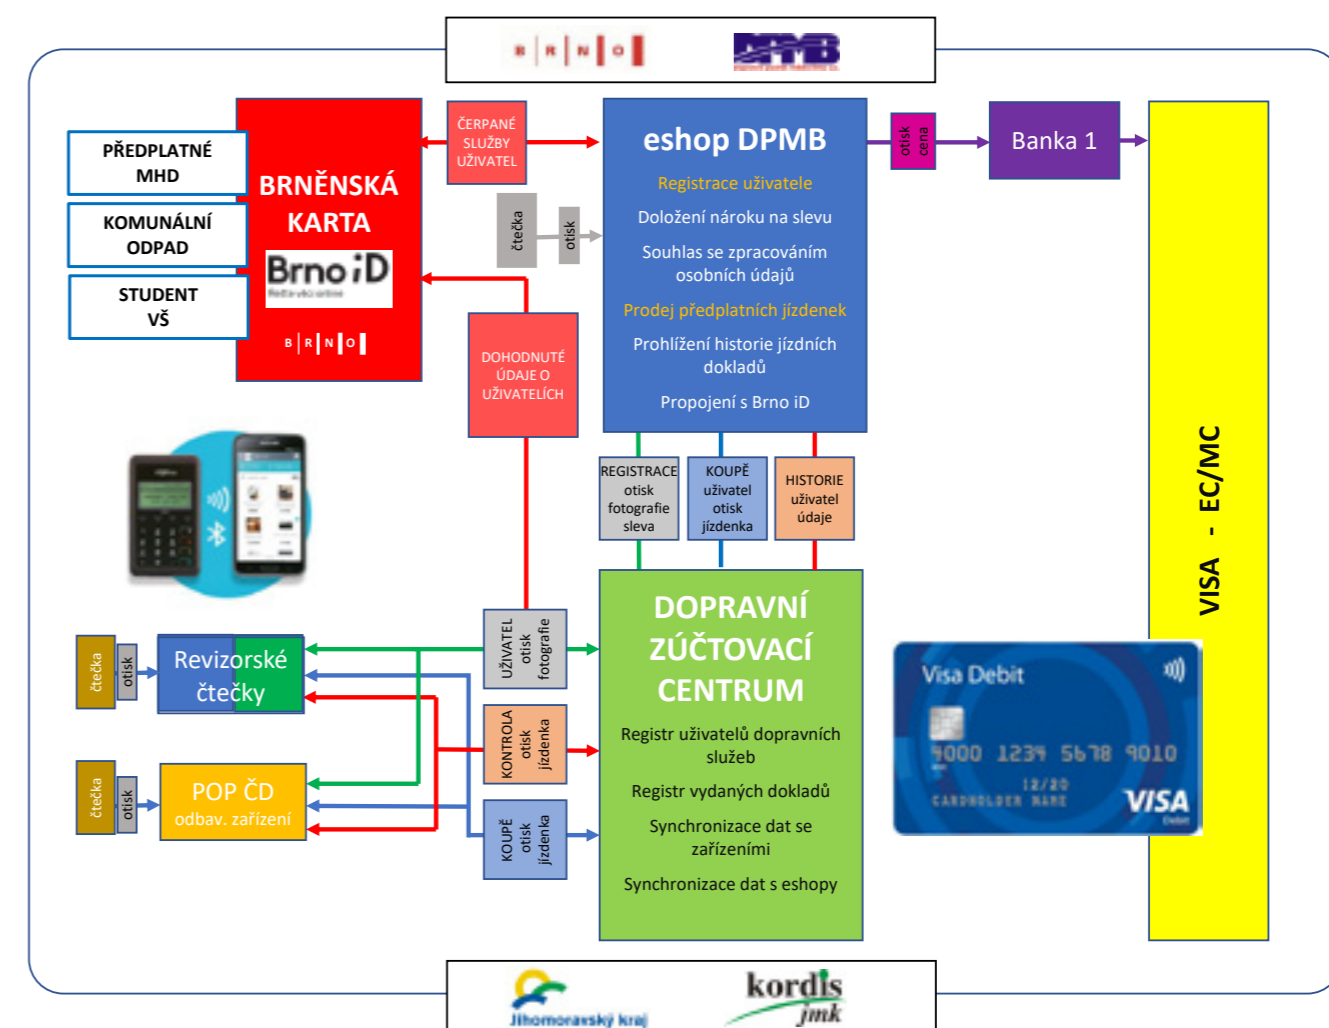 B R N O
DPMB
PŘEDPLATNÉ
MHD
KOMUNÁLNÍ
ODPAD
STUDENT
VŠ
BRNĚNSKÁ
KARTA
Brno iD
B R N O
ČERPANÉ
SLUŽBY
UŽIVATEL
čtečka
otisk
DOHODNUTÉ
ÚDAJE O
UŽIVATELÍCH
eshop DPMB
Registrace uživatele
Doložení nároku na slevu
Souhlas se zpracováním
osobních údajů
Prodej předplatních jízdenek
Prohlížení historie jízdních
dokladů
Propojení s Brno iD
otisk
cena
Banka 1
VISA - EC/MC
REGISTRACE
otisk
fotografie
sleva
KOUPĚ
uživatel
otisk
jízdenka
HISTORIE
uživatel
údaje
čtečka
otisk
Revizorské
čtečky
čtečka
otisk
POP ČD
odbav. zařízení
UŽIVATEL
otisk
fotografie
KONTROLA
otisk
jízdenka
KOUPĚ
otisk
jízdenka
DOPRAVNÍ
ZÚČTOVACÍ
CENTRUM
Registr uživatelů dopravních
služeb
Registr vydaných dokladů
Synchronizace dat se
zařízeními
Synchronizace dat s eshopy
Visa Debit
9000 1234 5678 9010
12/20
CARDHOLDER NAME
VISA
Debit
Jihomoravský kraj
kordis
jmk